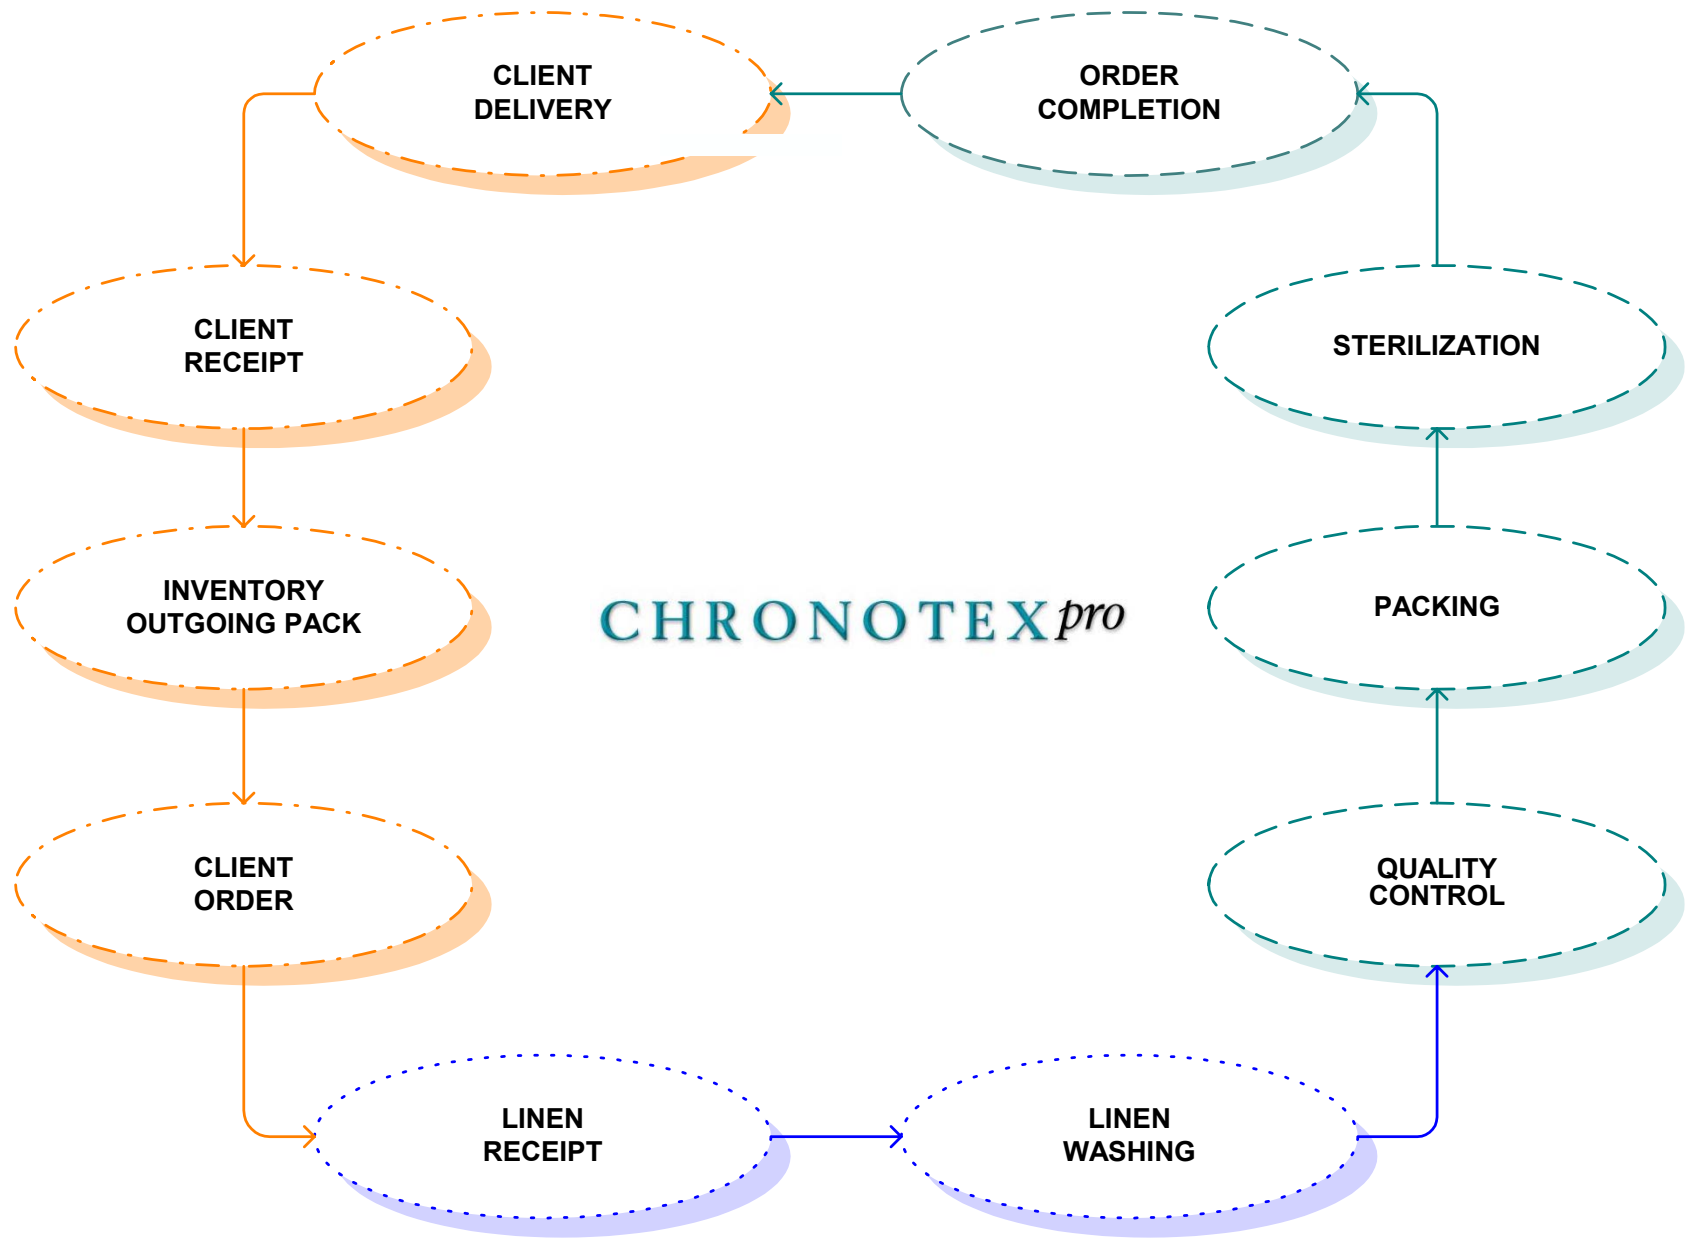 CLIENT
DELIVERY
ORDER
COMPLETION
CLIENT
RECEIPT
STERILIZATION
INVENTORY
OUTGOING PACK
CHRONOTEX pro
PACKING
CLIENT
ORDER
QUALITY
CONTROL
LINEN
RECEIPT
LINEN
WASHING